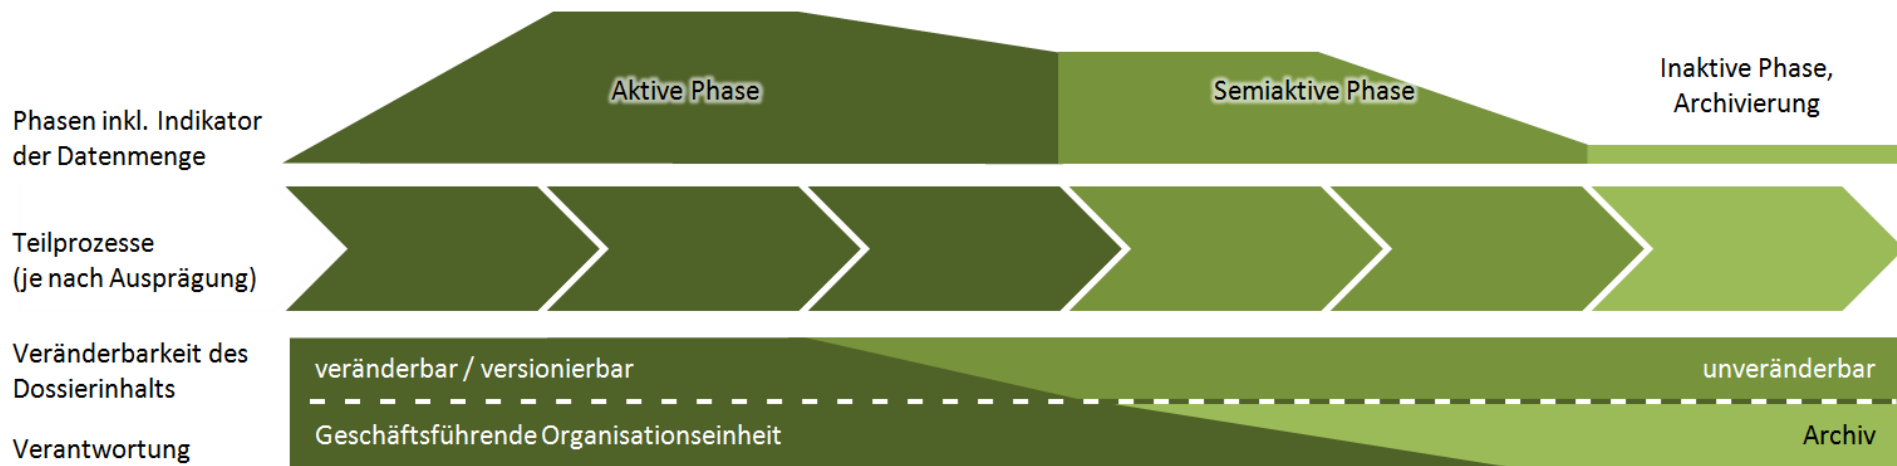 Aktive Phase
Semiaktive Phase
Inaktive Phase,
Archivierung
Phasen inkl. Indikator
der Datenmenge
Teilprozesse
(je nach Ausprägung)
Veränderbarkeit des
Dossierinhalts
veränderbar / versionierbar
unveränderbar
Verantwortung
Geschäftsführende Organisationseinheit
Archiv